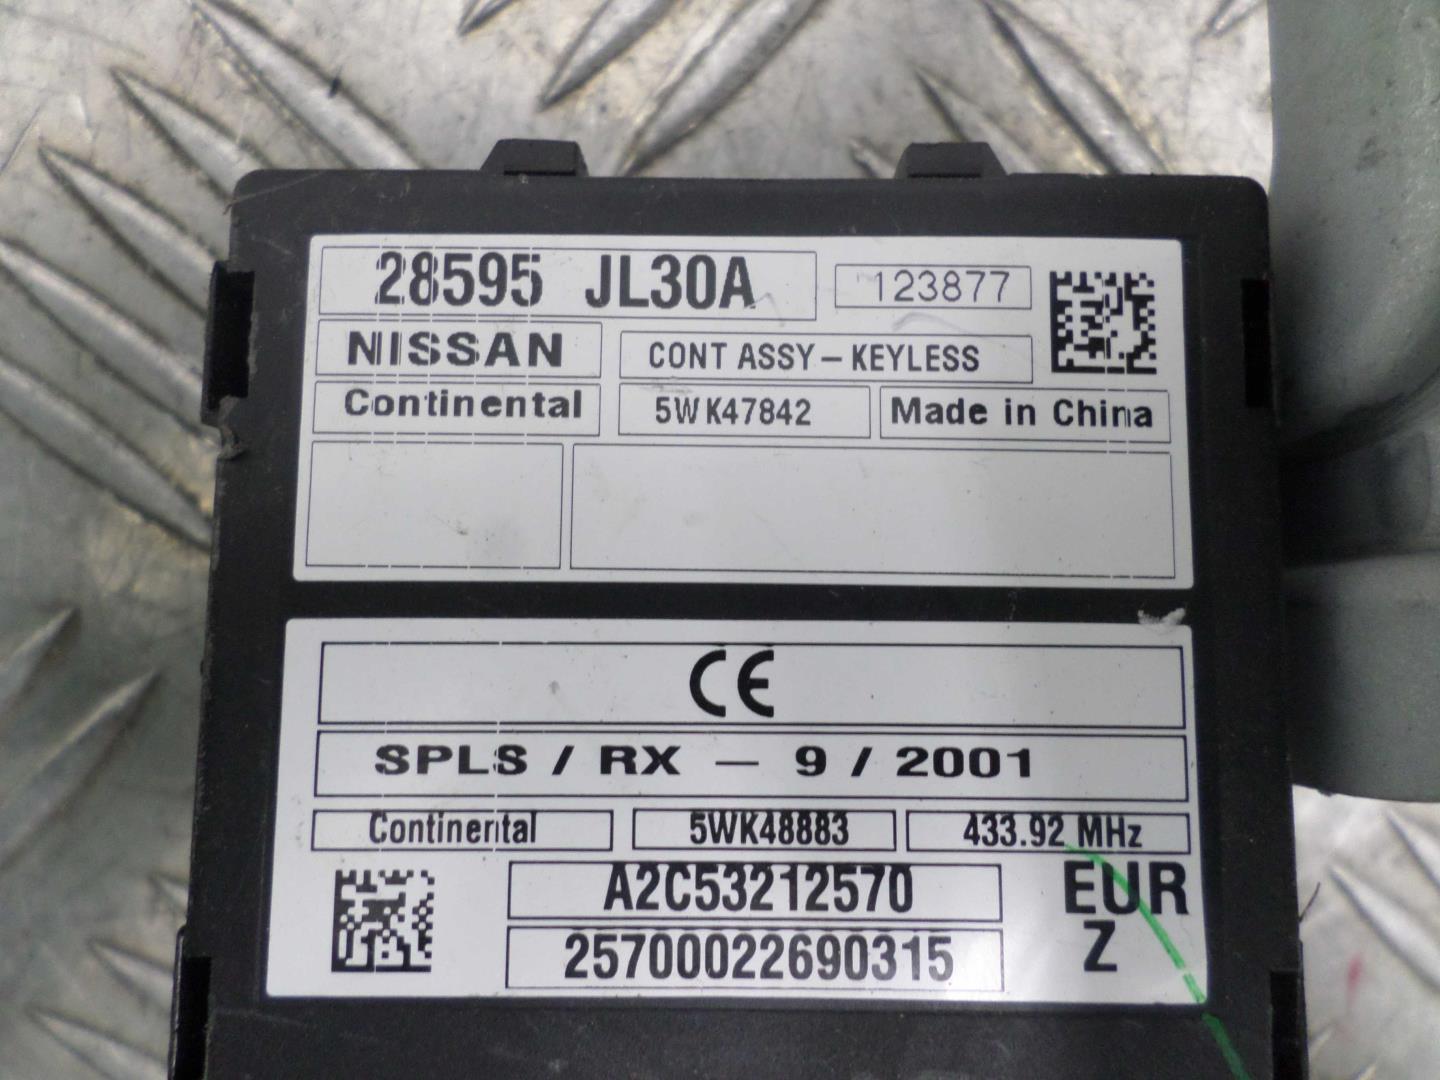 28595 JL30A 123877
NISSAN CONT ASSY – KEYLESS
Continental 5WK47842 Made in China
CE
SPLS / RX – 9 / 2001
Continental 5WK48883 433.92 MHz
A2C53212570 EUR
25700022690315 Z